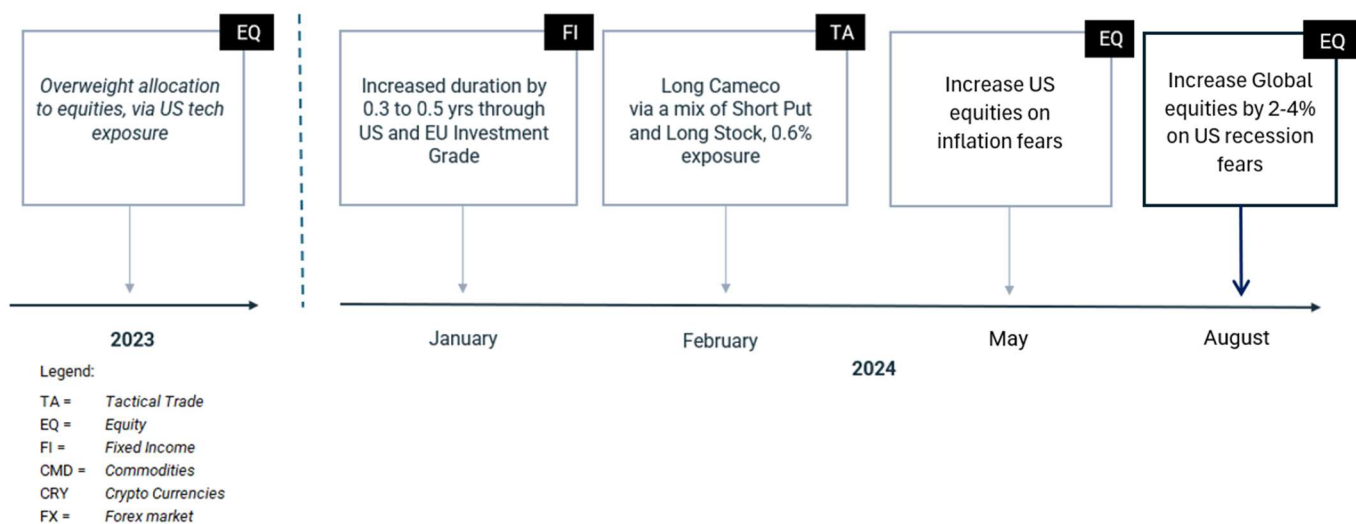 EQ
Overweight allocation
to equities, via US tech
exposure
FI
Increased duration by
0.3 to 0.5 yrs through
US and EU Investment
Grade
TA
Long Cameco
via a mix of Short Put
and Long Stock, 0.6%
exposure
EQ
Increase US
equities on
inflation fears
EQ
Increase Global
equities by 2-4%
on US recession
fears
2023
January
February
May
August
2024
Legend:
TA = Tactical Trade
EQ = Equity
FI = Fixed Income
CMD = Commodities
CRY Crypto Currencies
FX = Forex market